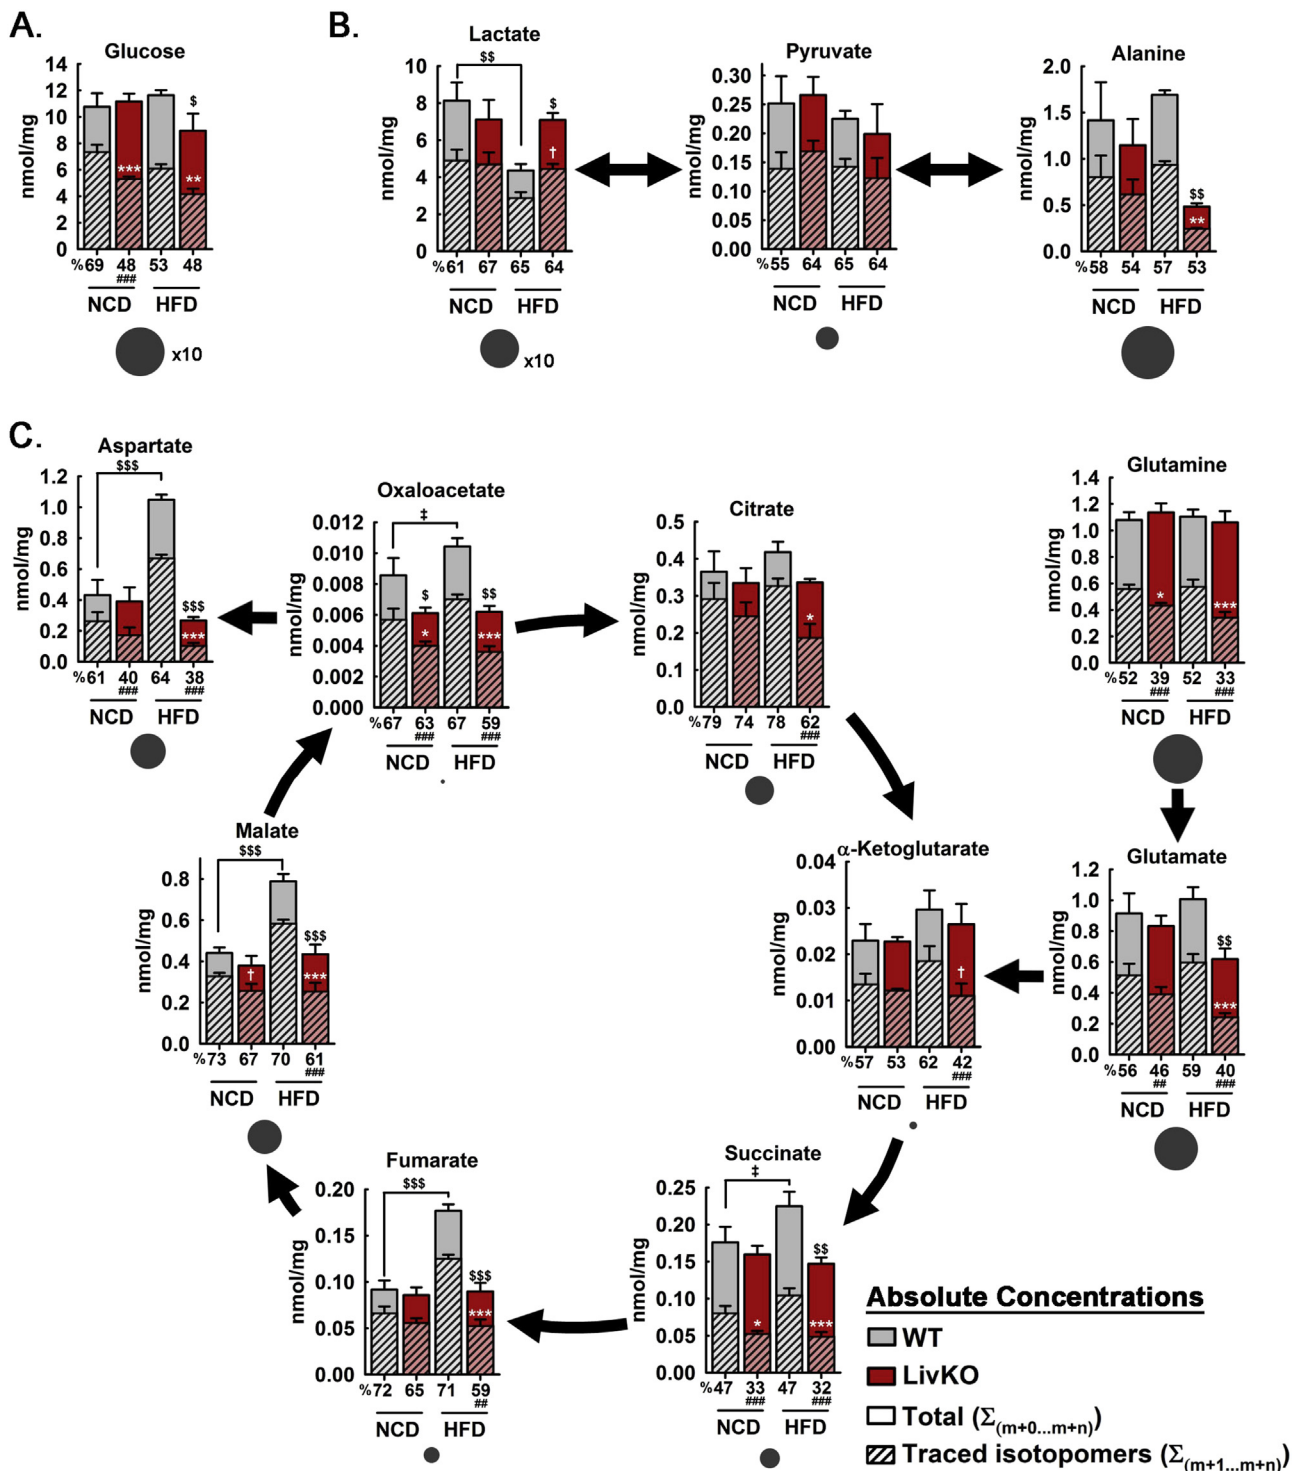 A.
Glucose
nmol/mg
14
12
10
8
6
4
2
0
$
***
**
%69 48 53 48
###
NCD HFD
x10
B.
Lactate
nmol/mg
10
8
6
4
2
0
$$
$
†
%61 67 65 64
NCD HFD
x10
Pyruvate
nmol/mg
0.30
0.25
0.20
0.15
0.10
0.05
0.00
%55 64 65 64
NCD HFD
Alanine
nmol/mg
2.0
1.5
1.0
0.5
0.0
$$
**
%58 54 57 53
NCD HFD
C.
Aspartate
nmol/mg
1.2
1.0
0.8
0.6
0.4
0.2
0.0
$$$
$$$
***
%61 40 64 38
### ###
NCD HFD
Oxaloacetate
nmol/mg
0.012
0.010
0.008
0.006
0.004
0.002
0.000
‡
$ $$
* ***
%67 63 67 59
### ###
NCD HFD
Citrate
nmol/mg
0.5
0.4
0.3
0.2
0.1
0.0
*
%79 74 78 62
###
NCD HFD
Glutamine
nmol/mg
1.4
1.2
1.0
0.8
0.6
0.4
0.2
0.0
* ***
%52 39 52 33
### ###
NCD HFD
Malate
nmol/mg
0.8
0.6
0.4
0.2
0.0
$$$
$$$
† ***
%73 67 70 61
###
NCD HFD
α-Ketoglutarate
nmol/mg
0.04
0.03
0.02
0.01
0.00
†
%57 53 62 42
###
NCD HFD
Glutamate
nmol/mg
1.2
1.0
0.8
0.6
0.4
0.2
0.0
$$
***
%56 46 59 40
## ###
NCD HFD
Fumarate
nmol/mg
0.20
0.15
0.10
0.05
0.00
$$$
$$$
***
%72 65 71 59
##
NCD HFD
Succinate
nmol/mg
0.25
0.20
0.15
0.10
0.05
0.00
‡
$$
* ***
%47 33 47 32
### ###
NCD HFD
Absolute Concentrations
WT
LivKO
Total (Σ(m+0...m+n))
Traced isotopomers (Σ(m+1...m+n))